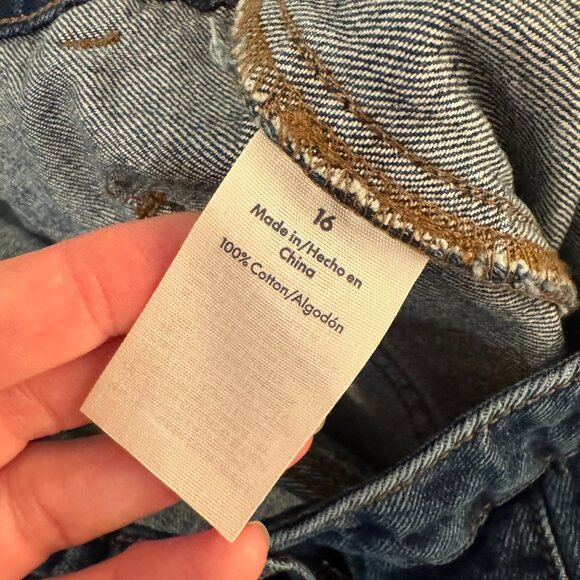 16
Made in/Hecho en
China
100% Cotton/Algodón